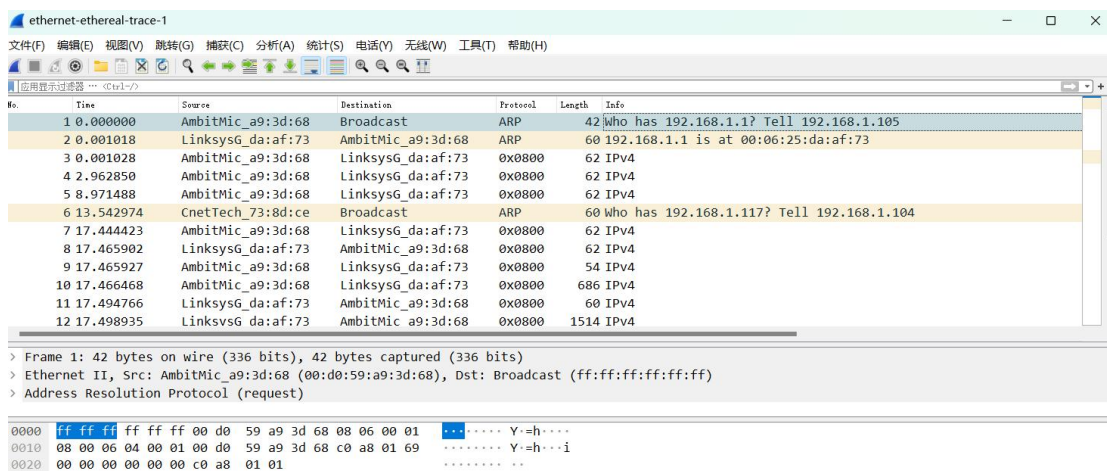 ethernet-ethereal-trace-1
文件(F) 编辑(E) 视图(V) 跳转(G) 捕获(C) 分析(A) 统计(S) 电话(Y) 无线(W) 工具(T) 帮助(H)
应用显示过滤器 … <Ctrl-/>
No. Time Source Destination Protocol Length Info
1 0.000000 AmbitMic_a9:3d:68 Broadcast ARP 42 Who has 192.168.1.1? Tell 192.168.1.105
2 0.001018 LinksysG_da:af:73 AmbitMic_a9:3d:68 ARP 60 192.168.1.1 is at 00:06:25:da:af:73
3 0.001028 AmbitMic_a9:3d:68 LinksysG_da:af:73 0x0800 62 IPv4
4 2.962850 AmbitMic_a9:3d:68 LinksysG_da:af:73 0x0800 62 IPv4
5 8.971488 AmbitMic_a9:3d:68 LinksysG_da:af:73 0x0800 62 IPv4
6 13.542974 CnetTech_73:8d:ce Broadcast ARP 60 Who has 192.168.1.117? Tell 192.168.1.104
7 17.444423 AmbitMic_a9:3d:68 LinksysG_da:af:73 0x0800 62 IPv4
8 17.465902 LinksysG_da:af:73 AmbitMic_a9:3d:68 0x0800 62 IPv4
9 17.465927 AmbitMic_a9:3d:68 LinksysG_da:af:73 0x0800 54 IPv4
10 17.466468 AmbitMic_a9:3d:68 LinksysG_da:af:73 0x0800 686 IPv4
11 17.494766 LinksysG_da:af:73 AmbitMic_a9:3d:68 0x0800 60 IPv4
12 17.498935 LinksysG_da:af:73 AmbitMic_a9:3d:68 0x0800 1514 IPv4
> Frame 1: 42 bytes on wire (336 bits), 42 bytes captured (336 bits)
> Ethernet II, Src: AmbitMic_a9:3d:68 (00:d0:59:a9:3d:68), Dst: Broadcast (ff:ff:ff:ff:ff:ff)
> Address Resolution Protocol (request)
0000 ff ff ff ff ff ff 00 d0 59 a9 3d 68 08 06 00 01 ········ Y·=h····
0010 08 00 06 04 00 01 00 d0 59 a9 3d 68 c0 a8 01 69 ········ Y·=h···i
0020 00 00 00 00 00 00 c0 a8 01 01 ········ ··